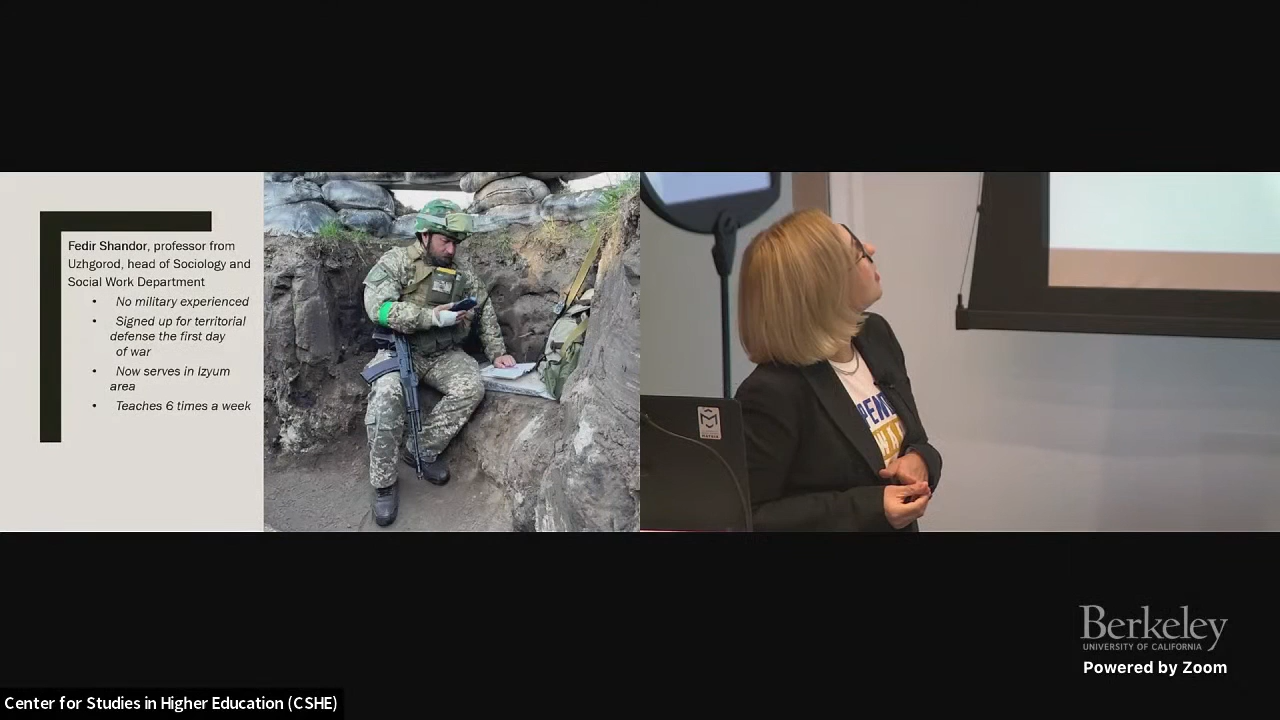 Fedir Shandor, professor from
Uzhgorod, head of Sociology and
Social Work Department
• No military experienced
• Signed up for territorial
defense the first day
of war
• Now serves in Izyum
area
• Teaches 6 times a week
Berkeley
UNIVERSITY OF CALIFORNIA
Powered by Zoom
Center for Studies in Higher Education (CSHE)